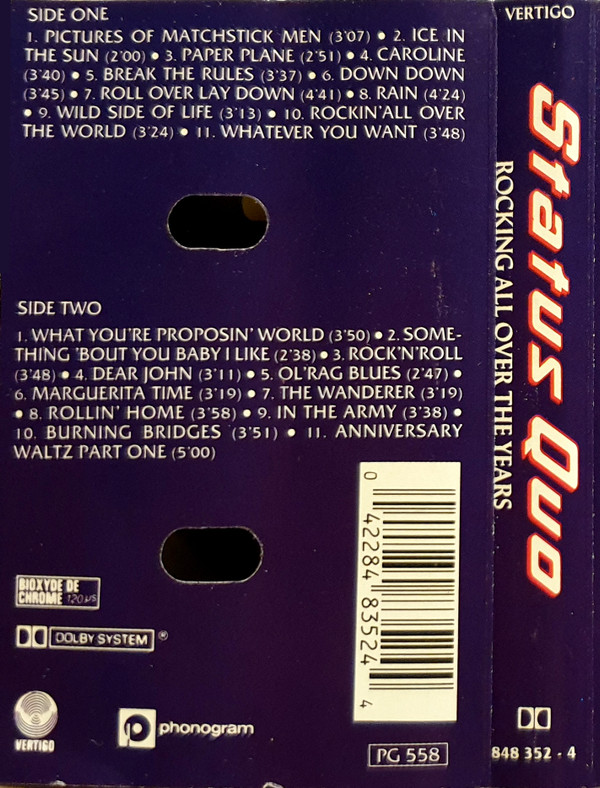 SIDE ONE
1. PICTURES OF MATCHSTICK MEN (3'07) • 2. ICE IN
THE SUN (2'00) • 3. PAPER PLANE (2'51) • 4. CAROLINE
(3'40) • 5. BREAK THE RULES (3'37) • 6. DOWN DOWN
(3'45) • 7. ROLL OVER LAY DOWN (4'41) • 8. RAIN (4'24)
• 9. WILD SIDE OF LIFE (3'13) • 10. ROCKIN'ALL OVER
THE WORLD (3'24) • 11. WHATEVER YOU WANT (3'48)
SIDE TWO
1. WHAT YOU'RE PROPOSIN' WORLD (3'50) • 2. SOME-
THING 'BOUT YOU BABY I LIKE (2'38) • 3. ROCK'N'ROLL
(3'48) • 4. DEAR JOHN (3'11) • 5. OL'RAG BLUES (2'47) •
6. MARGUERITA TIME (3'19) • 7. THE WANDERER (3'19)
• 8. ROLLIN' HOME (3'58) • 9. IN THE ARMY (3'38) •
10. BURNING BRIDGES (3'51) • 11. ANNIVERSARY
WALTZ PART ONE (5'00)
BIOXYDE DE
CHROME 120 µs
DOLBY SYSTEM ®
VERTIGO
phonogram
0 42284 83524 4
PG 558
VERTIGO
Status Quo
ROCKING ALL OVER THE YEARS
848 352 - 4